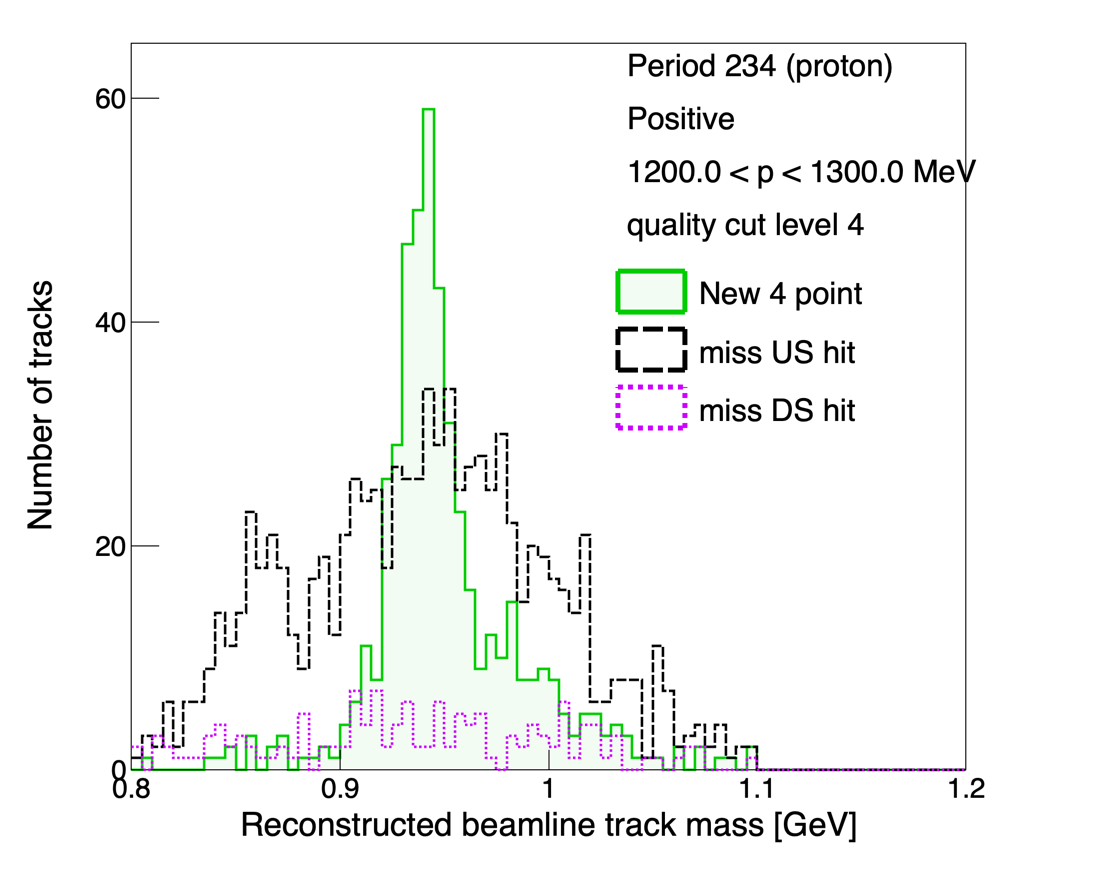 Period 234 (proton)
Positive
1200.0 < p < 1300.0 MeV
quality cut level 4
New 4 point
miss US hit
miss DS hit
Number of tracks
60
40
20
0
0.8
0.9
1
1.1
1.2
Reconstructed beamline track mass [GeV]